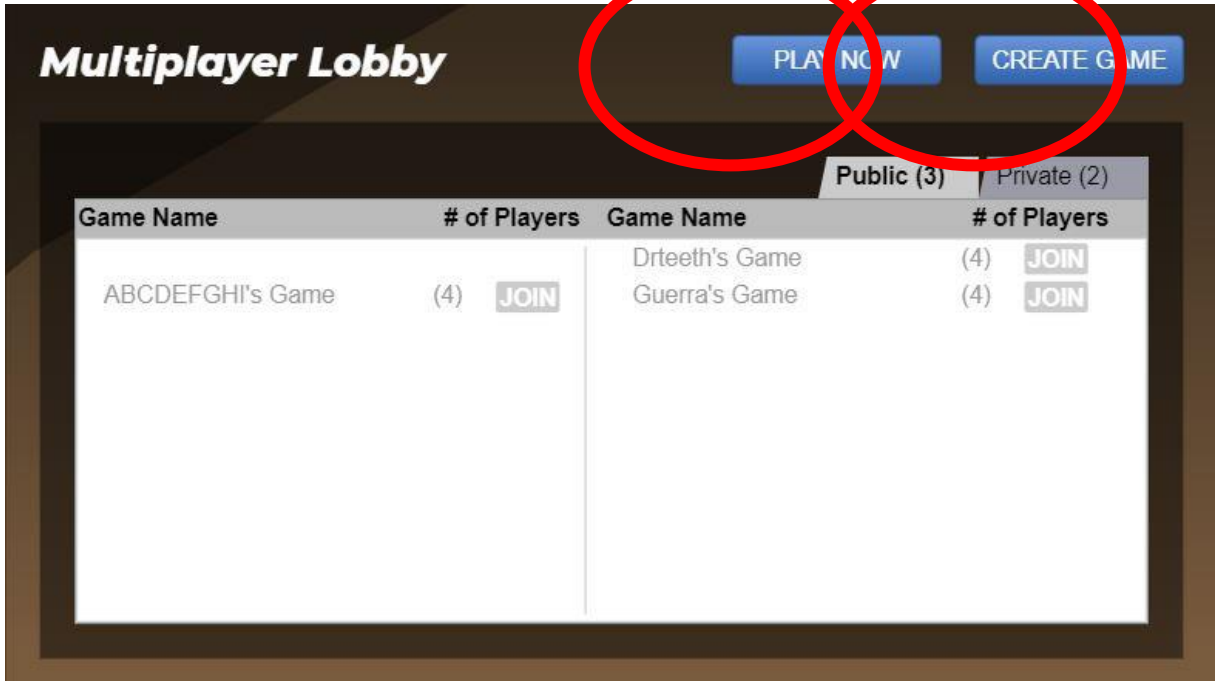 Multiplayer Lobby
PLAY NOW
CREATE GAME
Public (3)
Private (2)
Game Name # of Players Game Name # of Players
Drteeth's Game (4) JOIN
ABCDEFGHI's Game (4) JOIN Guerra's Game (4) JOIN